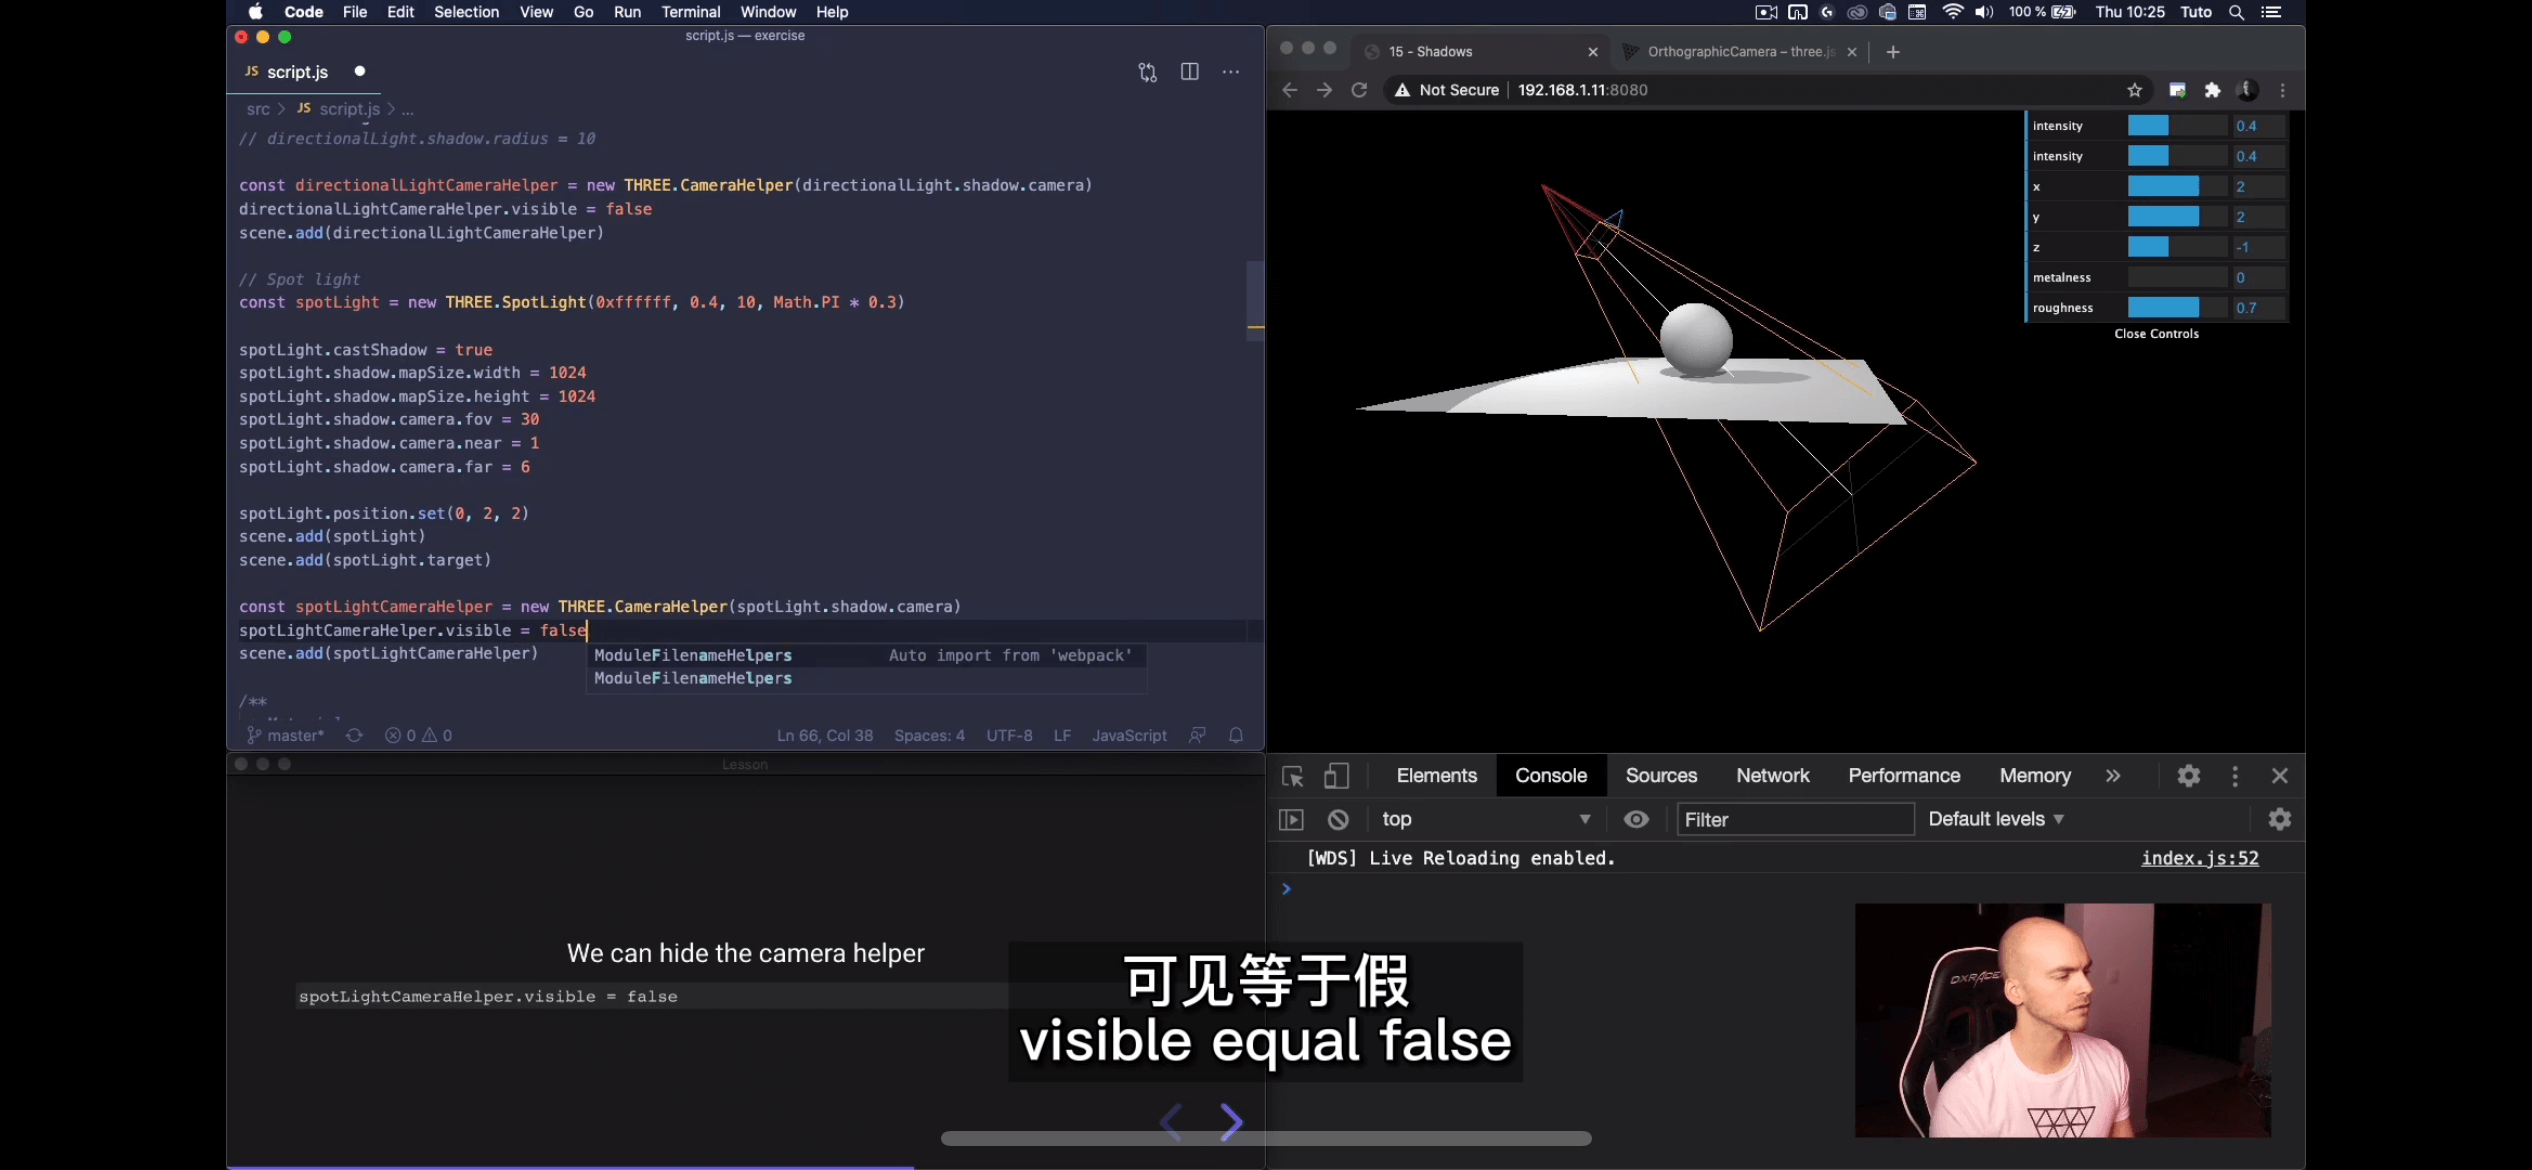 Code File Edit Selection View Go Run Terminal Window Help
100 % Thu 10:25 Tuto
script.js — exercise
JS script.js
src > JS script.js > ...
// directionalLight.shadow.radius = 10
const directionalLightCameraHelper = new THREE.CameraHelper(directionalLight.shadow.camera)
directionalLightCameraHelper.visible = false
scene.add(directionalLightCameraHelper)
// Spot light
const spotLight = new THREE.SpotLight(0xffffff, 0.4, 10, Math.PI * 0.3)
spotLight.castShadow = true
spotLight.shadow.mapSize.width = 1024
spotLight.shadow.mapSize.height = 1024
spotLight.shadow.camera.fov = 30
spotLight.shadow.camera.near = 1
spotLight.shadow.camera.far = 6
spotLight.position.set(0, 2, 2)
scene.add(spotLight)
scene.add(spotLight.target)
const spotLightCameraHelper = new THREE.CameraHelper(spotLight.shadow.camera)
spotLightCameraHelper.visible = false
scene.add(spotLightCameraHelper)
ModuleFilenameHelpers Auto import from 'webpack'
ModuleFilenameHelpers
/**
master* 0 0 Ln 66, Col 38 Spaces: 4 UTF-8 LF JavaScript
15 - Shadows
OrthographicCamera – three.js
Not Secure | 192.168.1.11:8080
intensity 0.4
intensity 0.4
x 2
y 2
z -1
metalness 0
roughness 0.7
Close Controls
Lesson
We can hide the camera helper
spotLightCameraHelper.visible = false
Elements Console Sources Network Performance Memory »
top Filter Default levels
[WDS] Live Reloading enabled. index.js:52
DXRACE
可见等于假
visible equal false